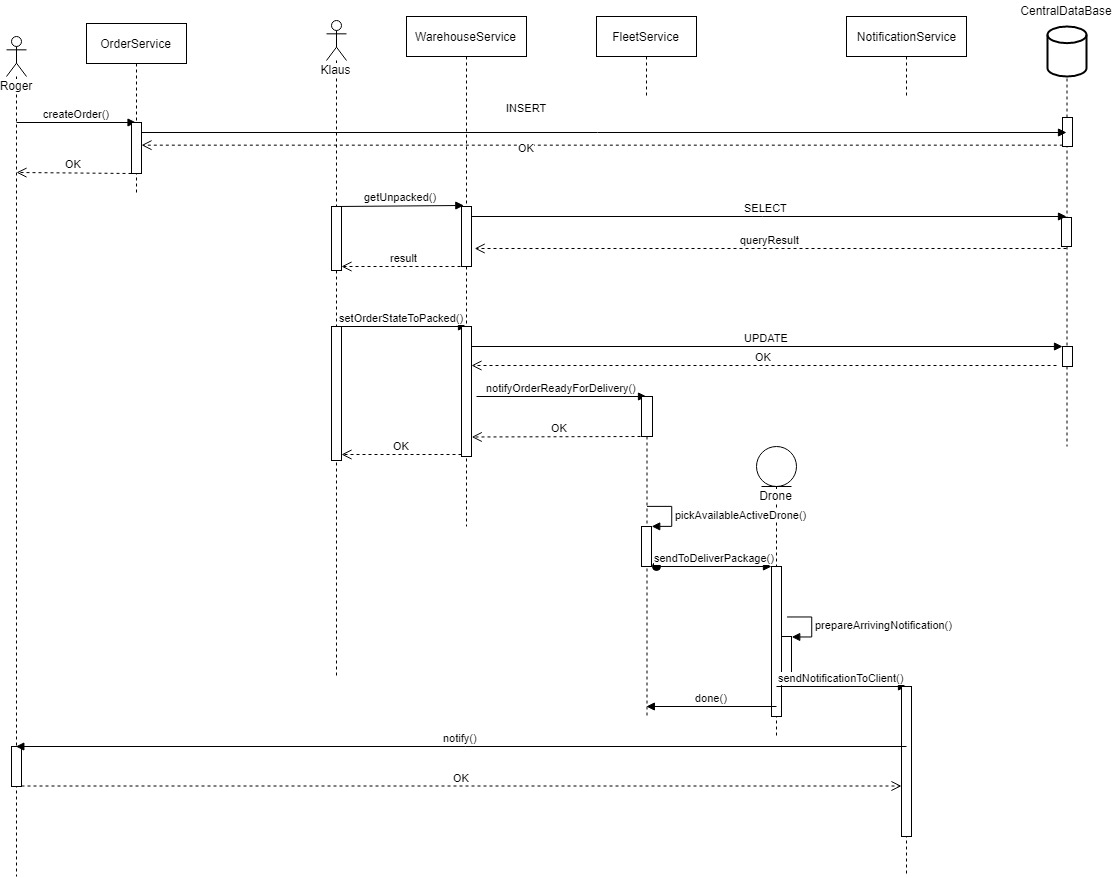 CentralDataBase
OrderService
WarehouseService
FleetService
NotificationService
Klaus
Roger
INSERT
createOrder()
OK
OK
getUnpacked()
SELECT
queryResult
result
setOrderStateToPacked()
UPDATE
OK
notifyOrderReadyForDelivery()
OK
OK
Drone
pickAvailableActiveDrone()
sendToDeliverPackage()
prepareArrivingNotification()
sendNotificationToClient()
done()
notify()
OK